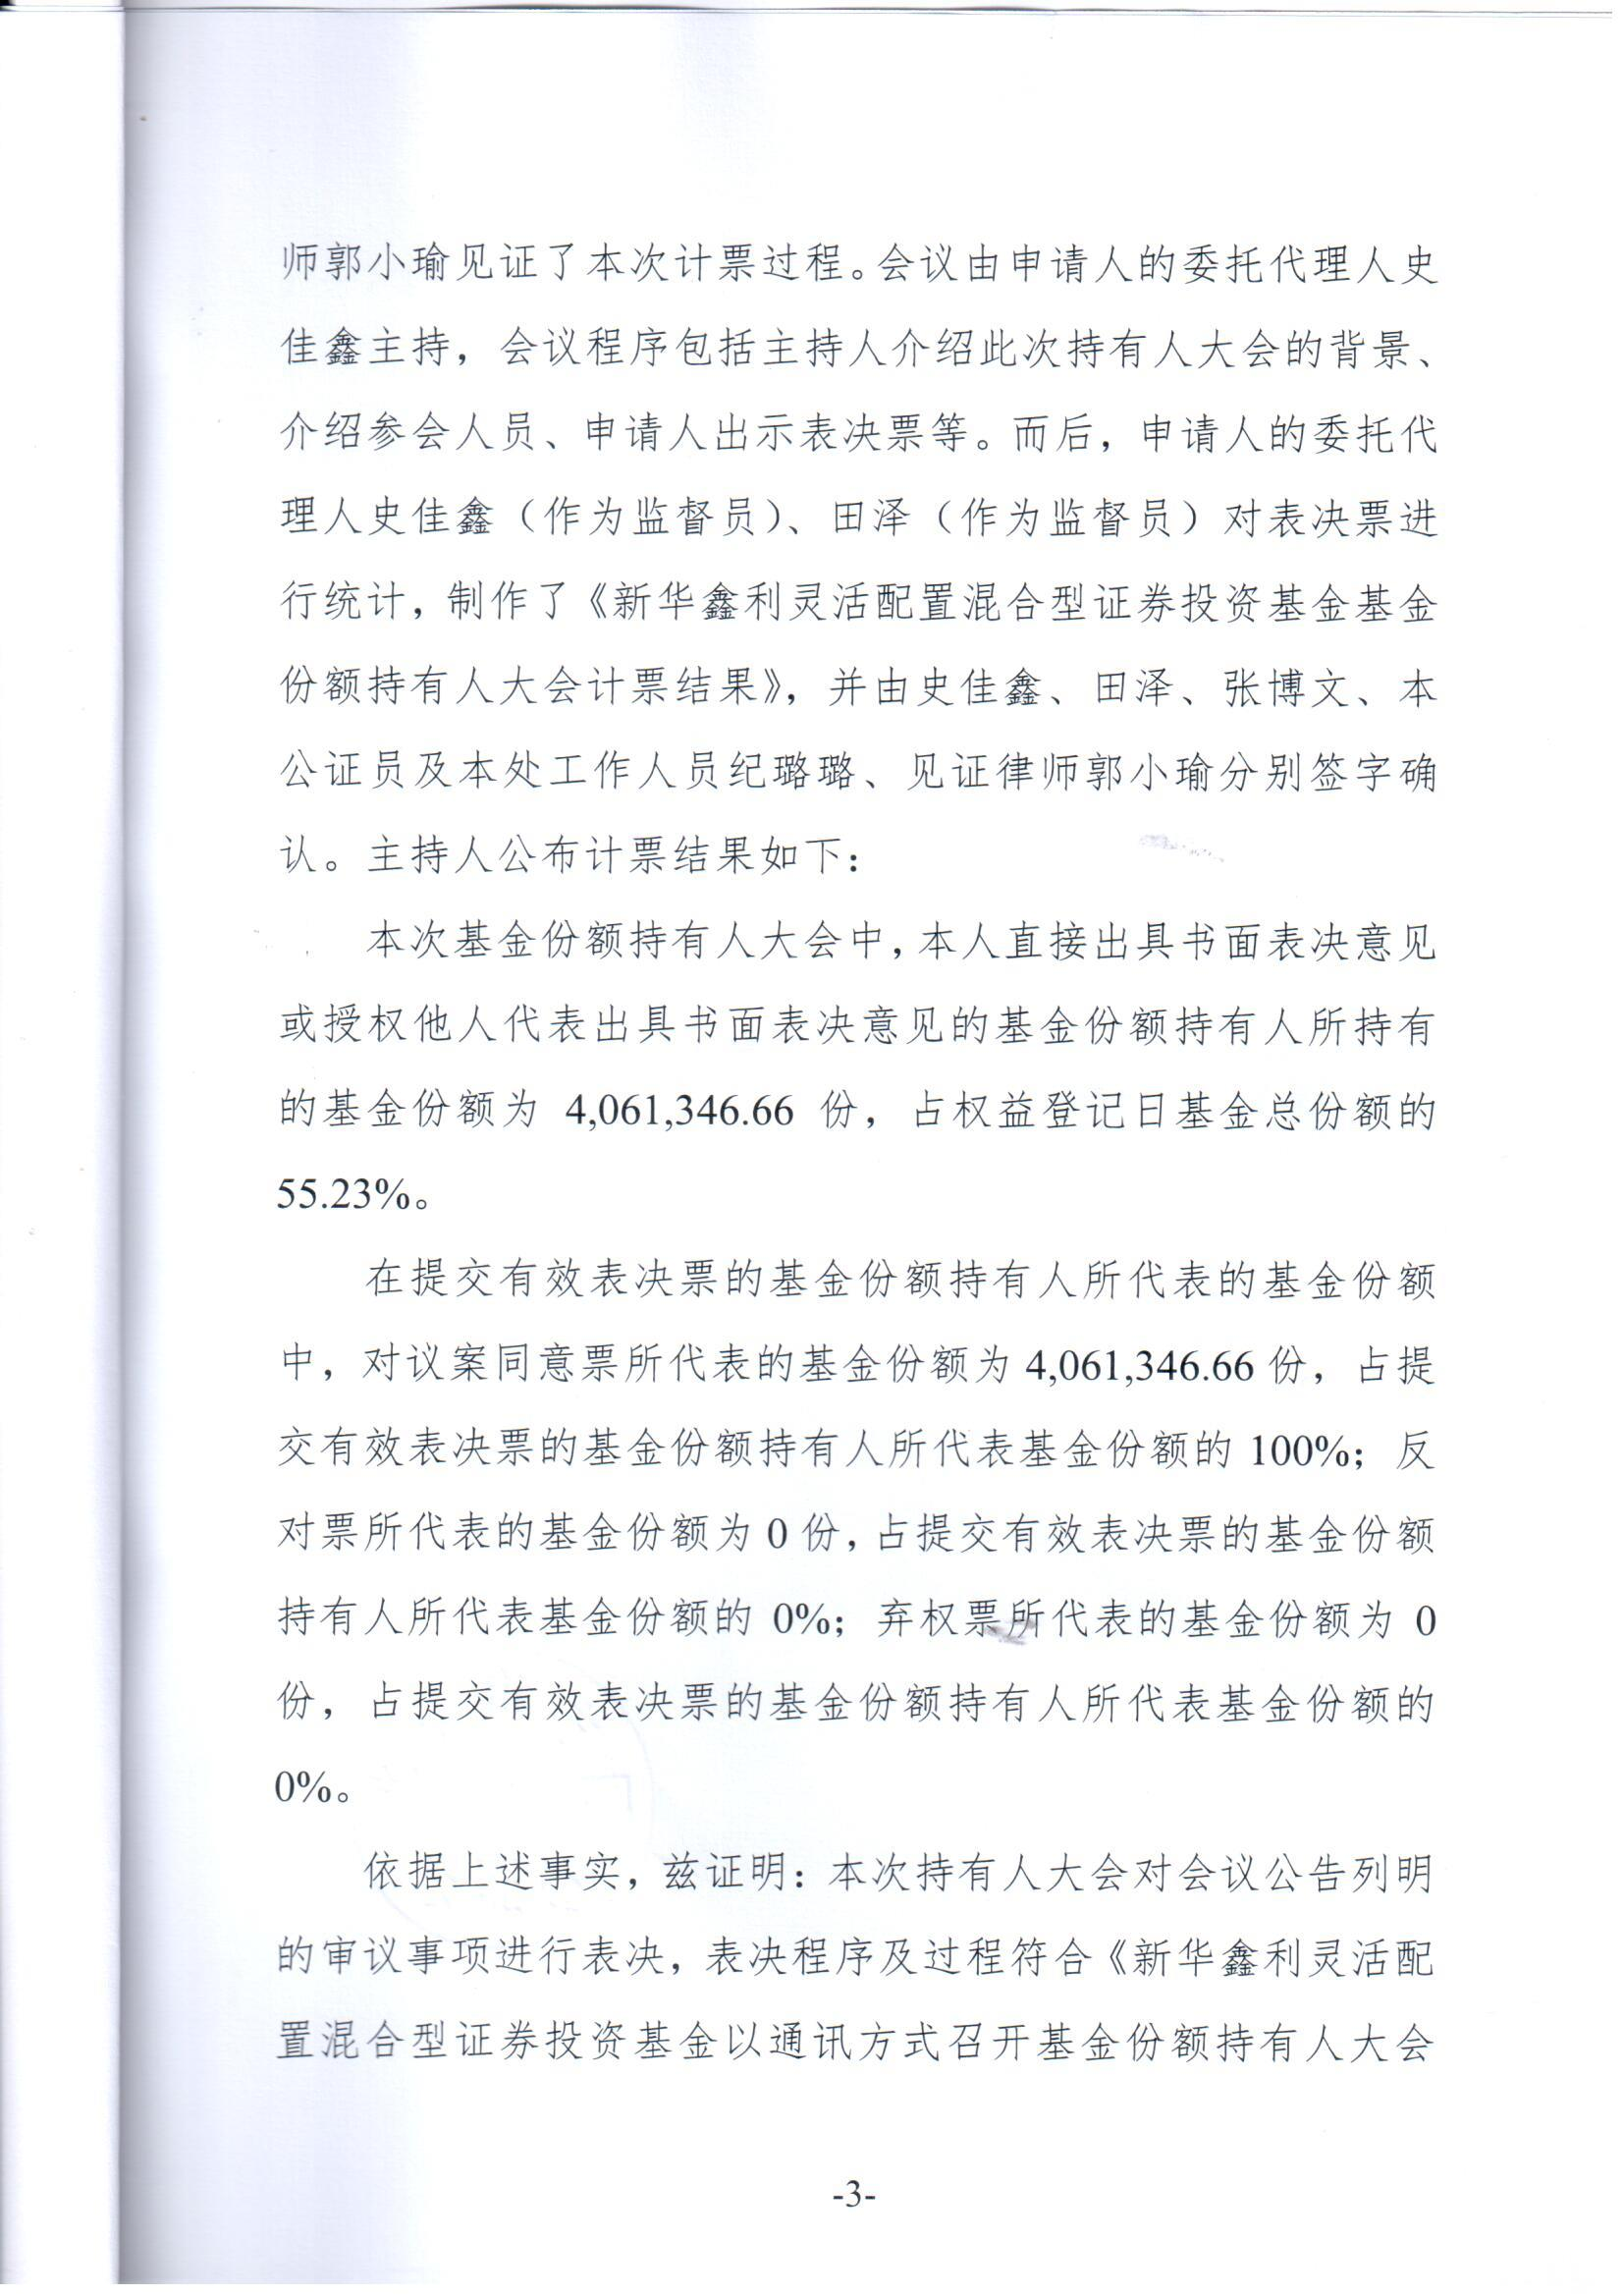 师郭小瑜见证了本次计票过程。会议由申请人的委托代理人史
佳鑫主持，会议程序包括主持人介绍此次持有人大会的背景、
介绍参会人员、申请人出示表决票等。而后，申请人的委托代
理人史佳鑫（作为监督员）、田泽（作为监督员）对表决票进
行统计，制作了《新华鑫利灵活配置混合型证券投资基金基金
份额持有人大会计票结果》，并由史佳鑫、田泽、张博文、本
公证员及本处工作人员纪璐璐、见证律师郭小瑜分别签字确
认。主持人公布计票结果如下：
本次基金份额持有人大会中，本人直接出具书面表决意见
或授权他人代表出具书面表决意见的基金份额持有人所持有
的基金份额为 4,061,346.66 份，占权益登记日基金总份额的
55.23%。
在提交有效表决票的基金份额持有人所代表的基金份额
中，对议案同意票所代表的基金份额为 4,061,346.66 份，占提
交有效表决票的基金份额持有人所代表基金份额的 100%；反
对票所代表的基金份额为 0 份，占提交有效表决票的基金份额
持有人所代表基金份额的 0%；弃权票所代表的基金份额为 0
份，占提交有效表决票的基金份额持有人所代表基金份额的
0%。
依据上述事实，兹证明：本次持有人大会对会议公告列明
的审议事项进行表决，表决程序及过程符合《新华鑫利灵活配
置混合型证券投资基金以通讯方式召开基金份额持有人大会
-3-